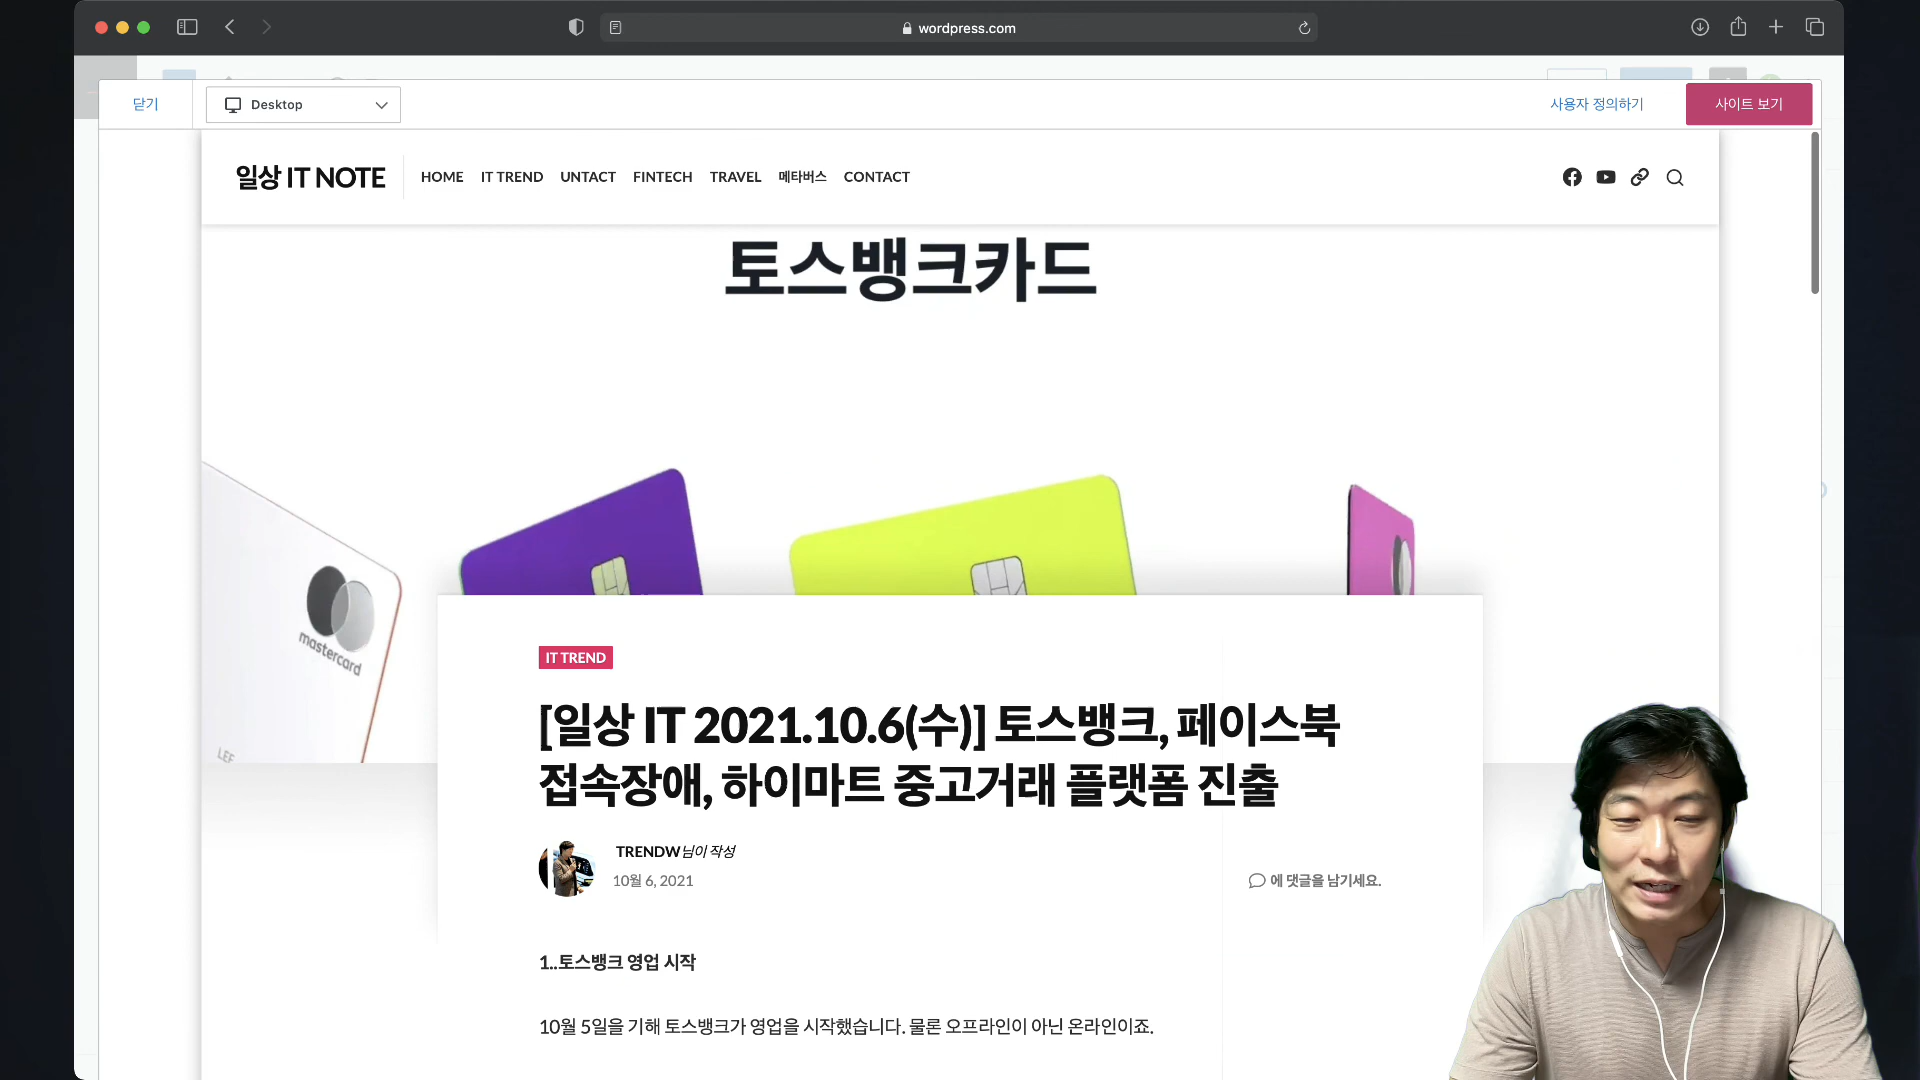 wordpress.com
닫기
Desktop
사용자 정의하기
사이트 보기
일상 IT NOTE
HOME IT TREND UNTACT FINTECH TRAVEL 메타버스 CONTACT
토스뱅크카드
mastercard
LEE
IT TREND
[일상 IT 2021.10.6(수)] 토스뱅크, 페이스북
접속장애, 하이마트 중고거래 플랫폼 진출
TRENDW님이 작성
10월 6, 2021
에 댓글을 남기세요.
1..토스뱅크 영업 시작
10월 5일을 기해 토스뱅크가 영업을 시작했습니다. 물론 오프라인이 아닌 온라인이죠.